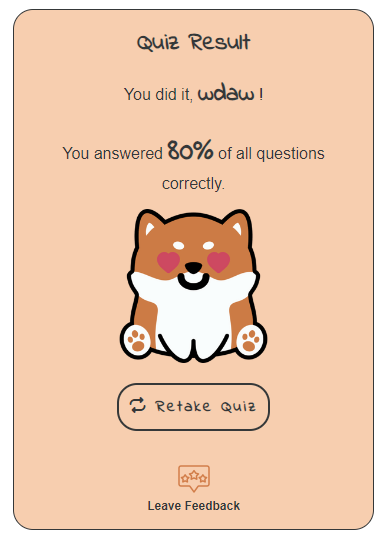 Quiz Result
You did it, wdaw !
You answered 80% of all questions
correctly.
Retake Quiz
Leave Feedback